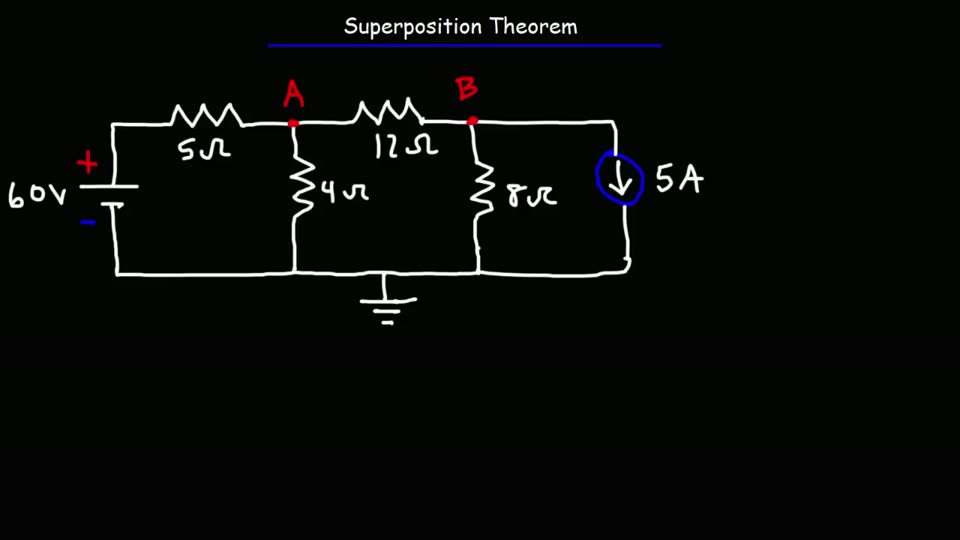 Superposition Theorem
A
B
5Ω
12Ω
+
60V
-
4Ω
8Ω
5A